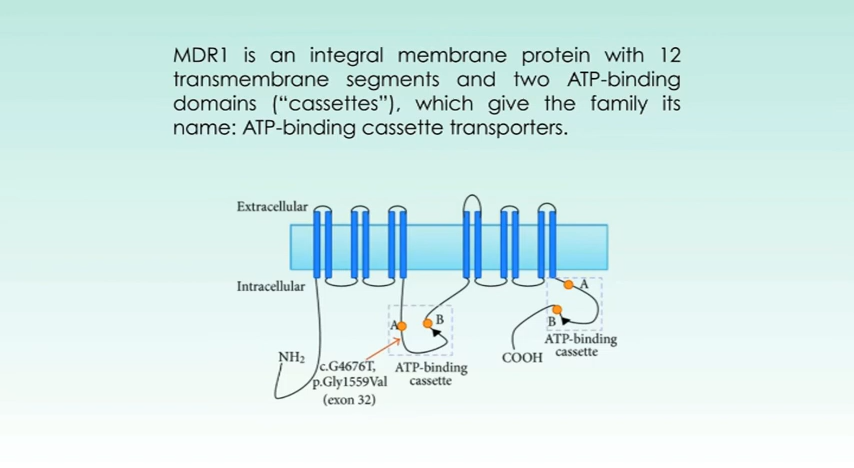 MDR1 is an integral membrane protein with 12
transmembrane segments and two ATP-binding
domains (“cassettes”), which give the family its
name: ATP-binding cassette transporters.
Extracellular
Intracellular
A
A
B
B
ATP-binding
cassette
NH2
COOH
c.G4676T,
p.Gly1559Val
(exon 32)
ATP-binding
cassette